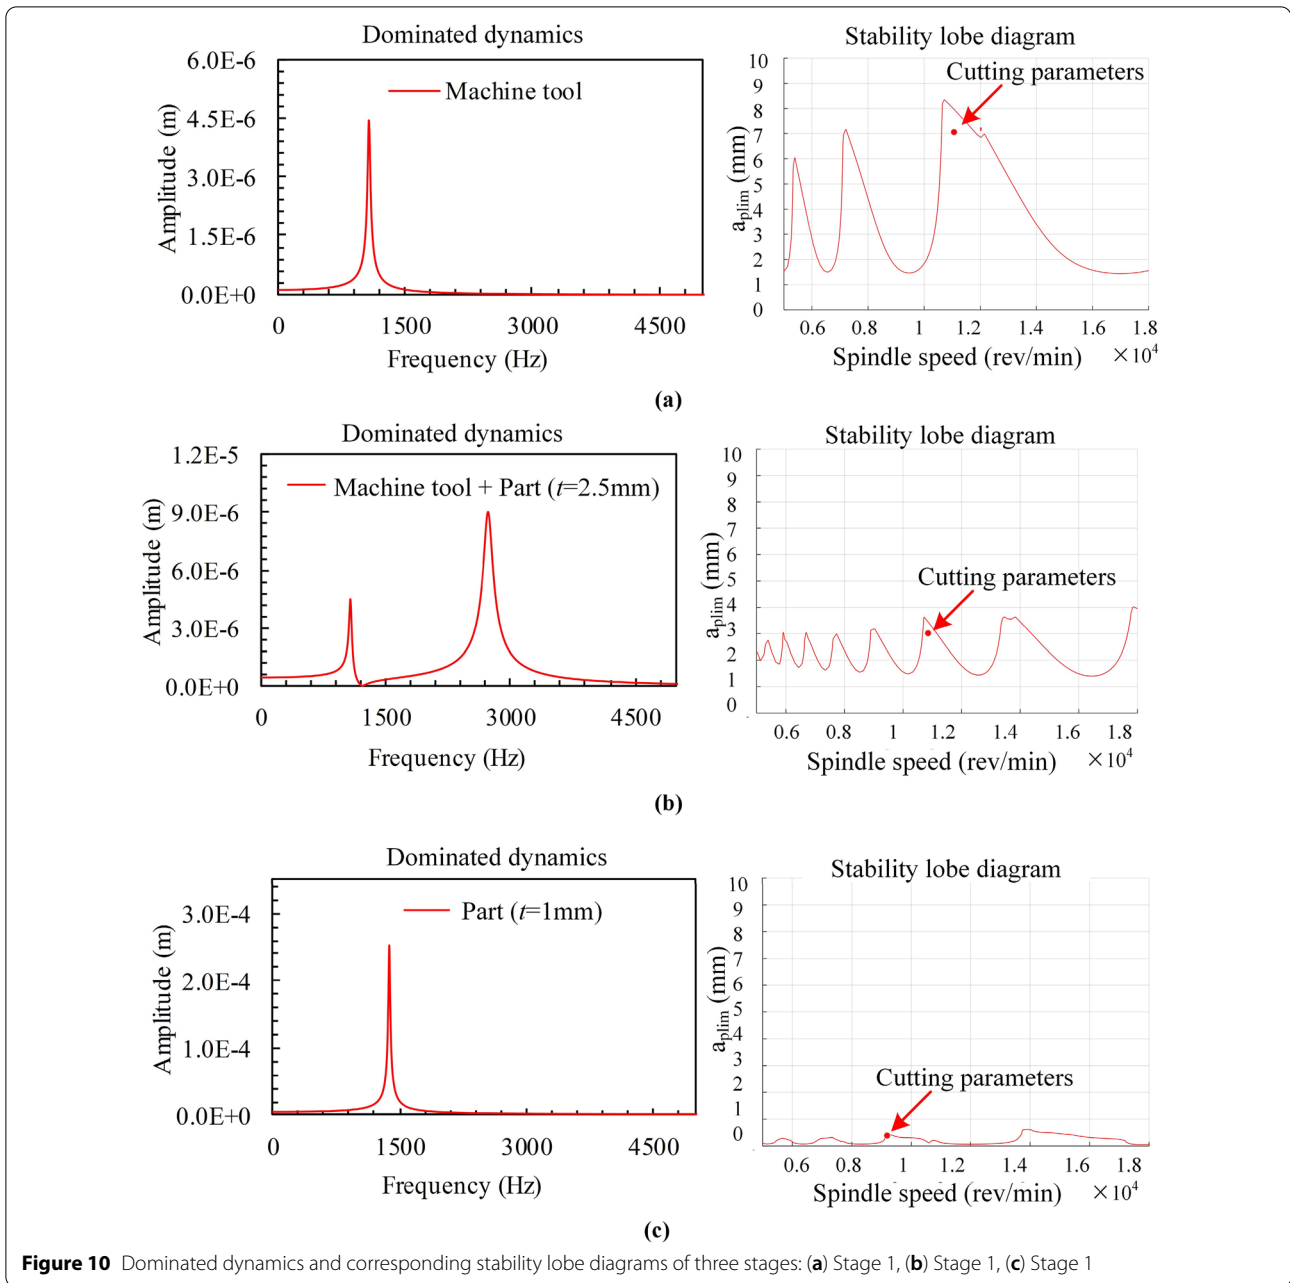 Dominated dynamics
6.0E-6
4.5E-6
3.0E-6
1.5E-6
0.0E+0
Amplitude (m)
Machine tool
0 1500 3000 4500
Frequency (Hz)
Stability lobe diagram
10
9
8
7
6
5
4
3
2
1
0
aplim (mm)
Cutting parameters
0.6 0.8 1 1.2 1.4 1.6 1.8
Spindle speed (rev/min) ×10⁴
(a)
Dominated dynamics
1.2E-5
9.0E-6
6.0E-6
3.0E-6
0.0E+0
Amplitude (m)
Machine tool + Part (t=2.5mm)
0 1500 3000 4500
Frequency (Hz)
Stability lobe diagram
10
9
8
7
6
5
4
3
2
1
0
aplim (mm)
Cutting parameters
0.6 0.8 1 1.2 1.4 1.6 1.8
Spindle speed (rev/min) ×10⁴
(b)
Dominated dynamics
3.0E-4
2.0E-4
1.0E-4
0.0E+0
Amplitude (m)
Part (t=1mm)
0 1500 3000 4500
Frequency (Hz)
Stability lobe diagram
10
9
8
7
6
5
4
3
2
1
0
aplim (mm)
Cutting parameters
0.6 0.8 1 1.2 1.4 1.6 1.8
Spindle speed (rev/min) ×10⁴
(c)
Figure 10 Dominated dynamics and corresponding stability lobe diagrams of three stages: (a) Stage 1, (b) Stage 1, (c) Stage 1